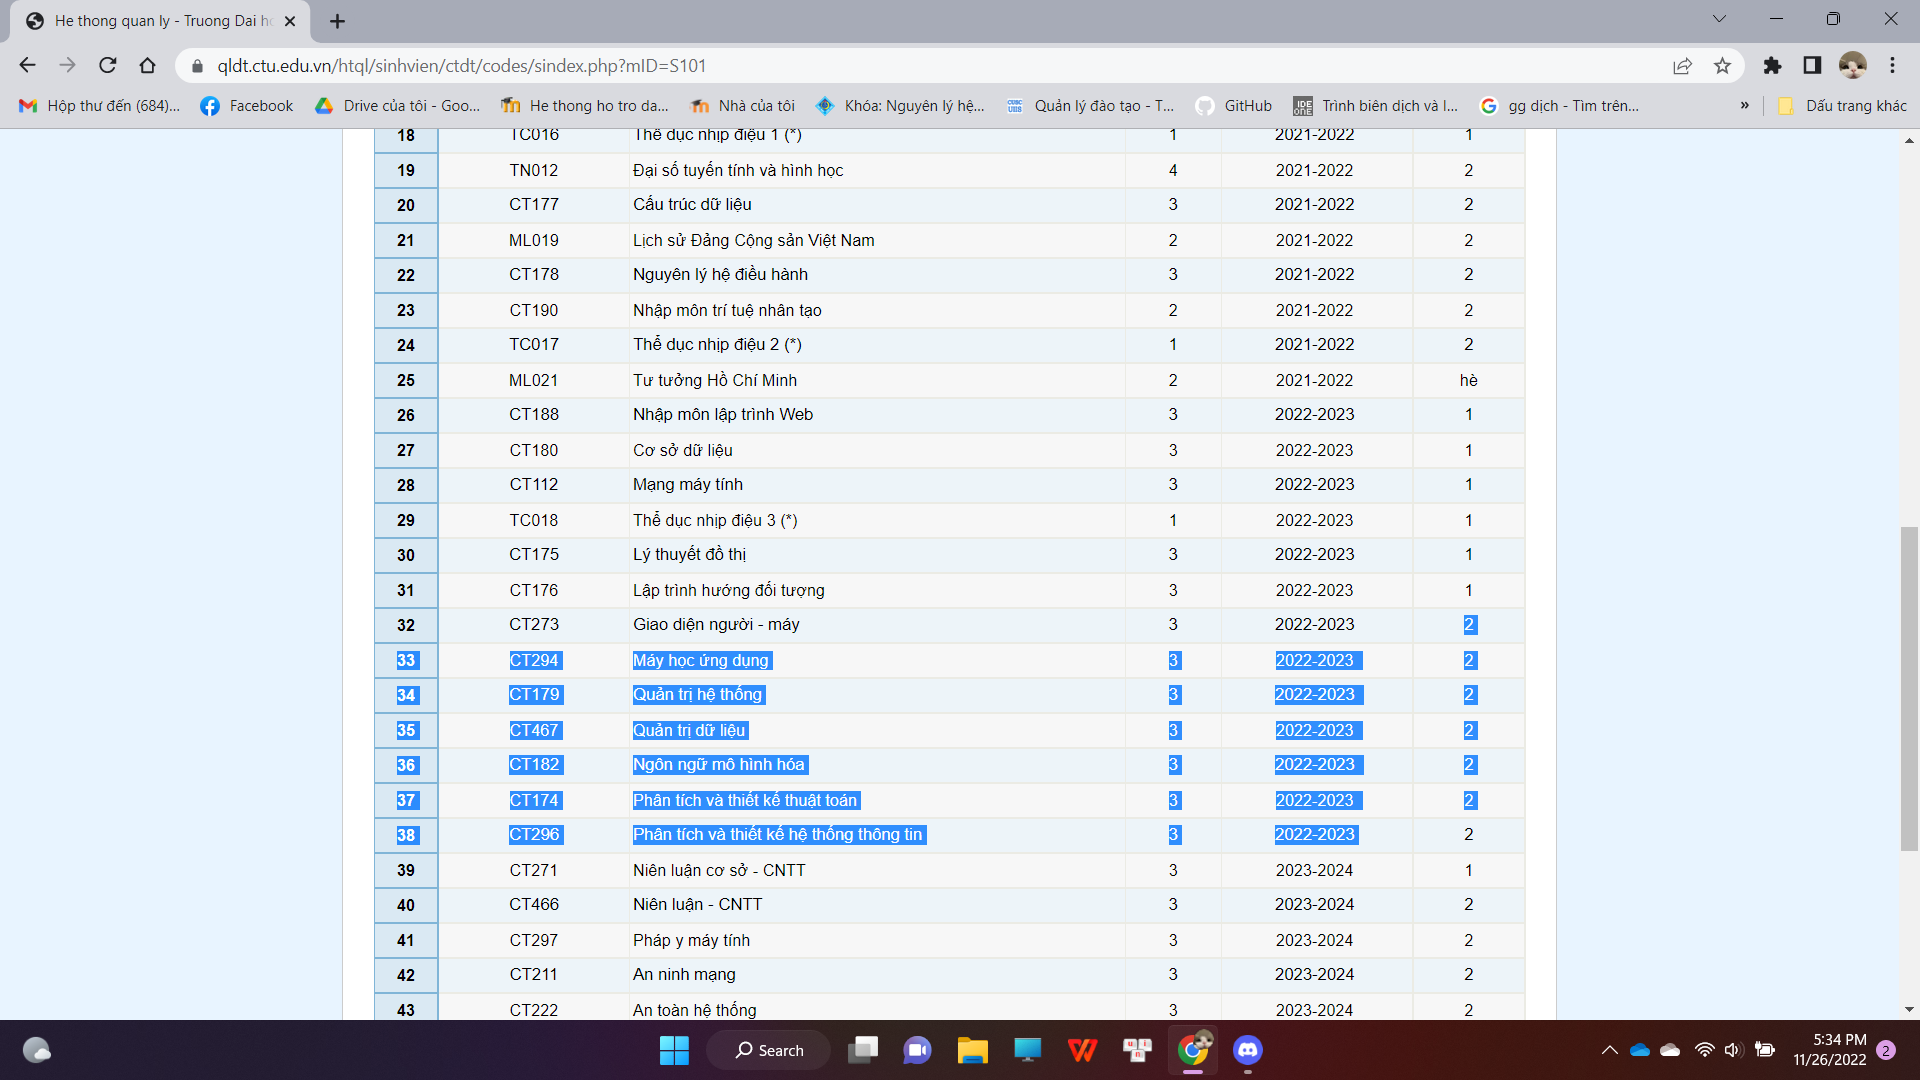 He thong quan ly - Truong Dai h
qldt.ctu.edu.vn/htql/sinhvien/ctdt/codes/sindex.php?mID=S101
Hộp thư đến (684)... Facebook Drive của tôi - Goo... He thong ho tro da... Nhà của tôi Khóa: Nguyên lý hệ... Quản lý đào tạo - T... GitHub Trình biên dịch và I... gg dịch - Tìm trên... » Dấu trang khác
18 TC016 Thể dục nhịp điệu 1 (*) 1 2021-2022 1
19 TN012 Đại số tuyến tính và hình học 4 2021-2022 2
20 CT177 Cấu trúc dữ liệu 3 2021-2022 2
21 ML019 Lịch sử Đảng Cộng sản Việt Nam 2 2021-2022 2
22 CT178 Nguyên lý hệ điều hành 3 2021-2022 2
23 CT190 Nhập môn trí tuệ nhân tạo 2 2021-2022 2
24 TC017 Thể dục nhịp điệu 2 (*) 1 2021-2022 2
25 ML021 Tư tưởng Hồ Chí Minh 2 2021-2022 hè
26 CT188 Nhập môn lập trình Web 3 2022-2023 1
27 CT180 Cơ sở dữ liệu 3 2022-2023 1
28 CT112 Mạng máy tính 3 2022-2023 1
29 TC018 Thể dục nhịp điệu 3 (*) 1 2022-2023 1
30 CT175 Lý thuyết đồ thị 3 2022-2023 1
31 CT176 Lập trình hướng đối tượng 3 2022-2023 1
32 CT273 Giao diện người - máy 3 2022-2023 2
33 CT294 Máy học ứng dụng 3 2022-2023 2
34 CT179 Quản trị hệ thống 3 2022-2023 2
35 CT467 Quản trị dữ liệu 3 2022-2023 2
36 CT182 Ngôn ngữ mô hình hóa 3 2022-2023 2
37 CT174 Phân tích và thiết kế thuật toán 3 2022-2023 2
38 CT296 Phân tích và thiết kế hệ thống thông tin 3 2022-2023 2
39 CT271 Niên luận cơ sở - CNTT 3 2023-2024 1
40 CT466 Niên luận - CNTT 3 2023-2024 2
41 CT297 Pháp y máy tính 3 2023-2024 2
42 CT211 An ninh mạng 3 2023-2024 2
43 CT222 An toàn hệ thống 3 2023-2024 2
Search
5:34 PM
11/26/2022 2